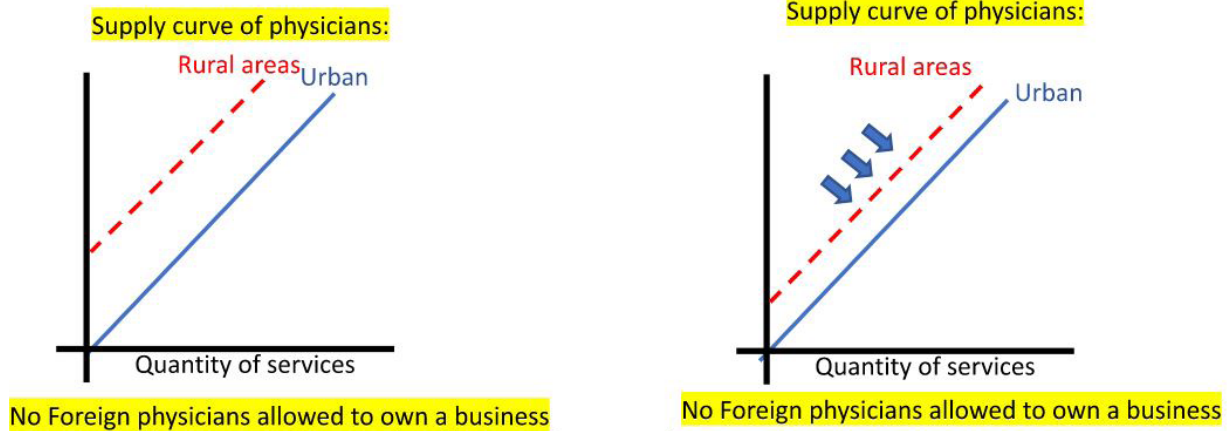 Supply curve of physicians:
Rural areas
Urban
Quantity of services
No Foreign physicians allowed to own a business
Supply curve of physicians:
Rural areas
Urban
Quantity of services
No Foreign physicians allowed to own a business